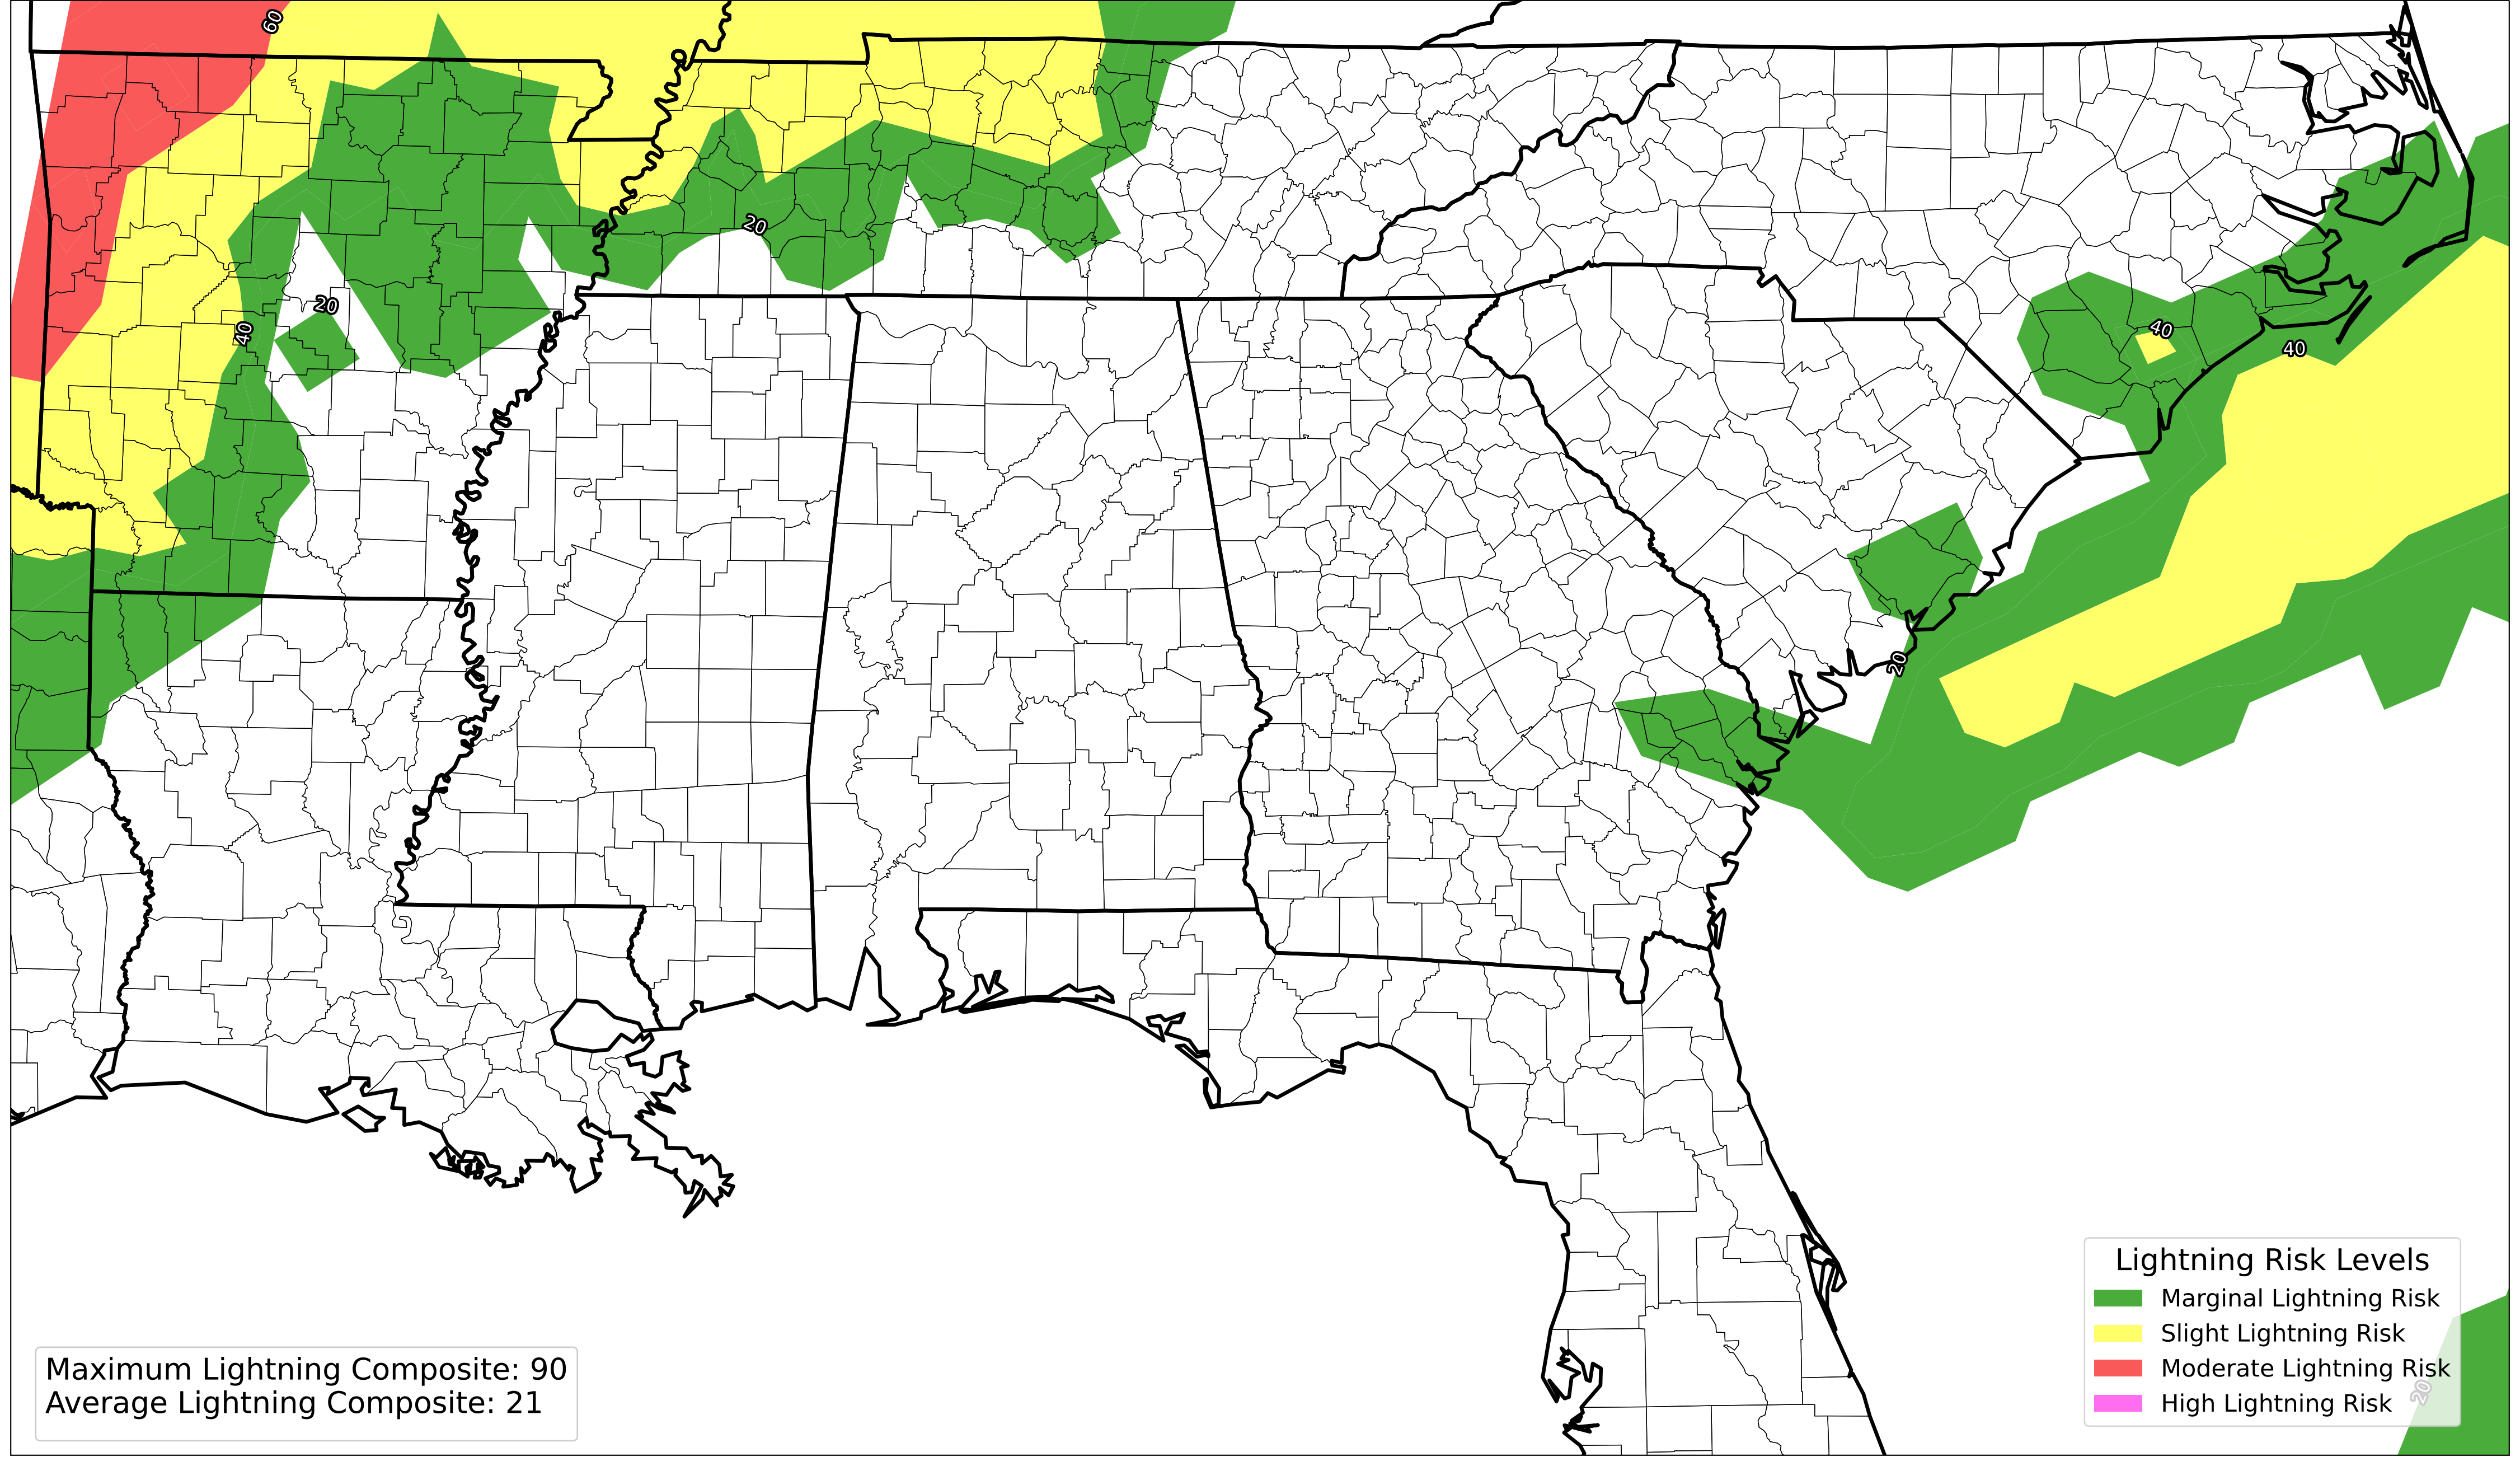 60
20
20
40
40
40
20
Lightning Risk Levels
Marginal Lightning Risk
Slight Lightning Risk
Moderate Lightning Risk
High Lightning Risk
20
Maximum Lightning Composite: 90
Average Lightning Composite: 21